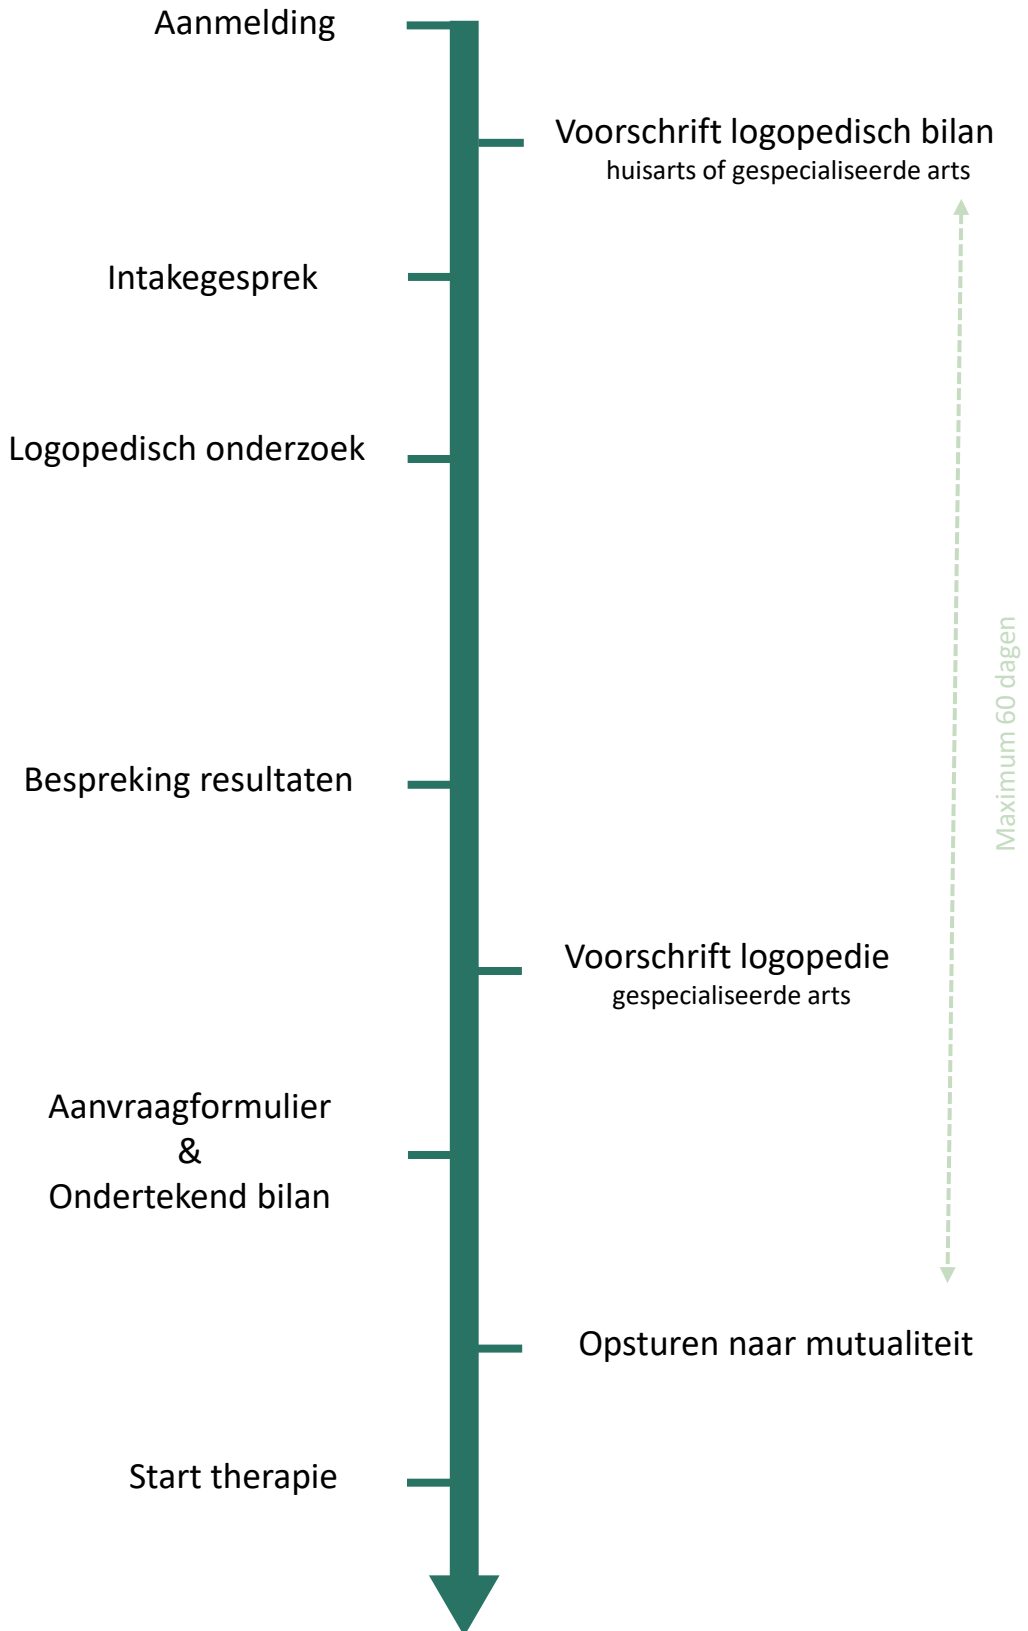 Aanmelding
Voorschrift logopedisch bilan
huisarts of gespecialiseerde arts
Intakegesprek
Logopedisch onderzoek
Maximum 60 dagen
Bespreking resultaten
Voorschrift logopedie
gespecialiseerde arts
Aanvraagformulier
&
Ondertekend bilan
Opsturen naar mutualiteit
Start therapie